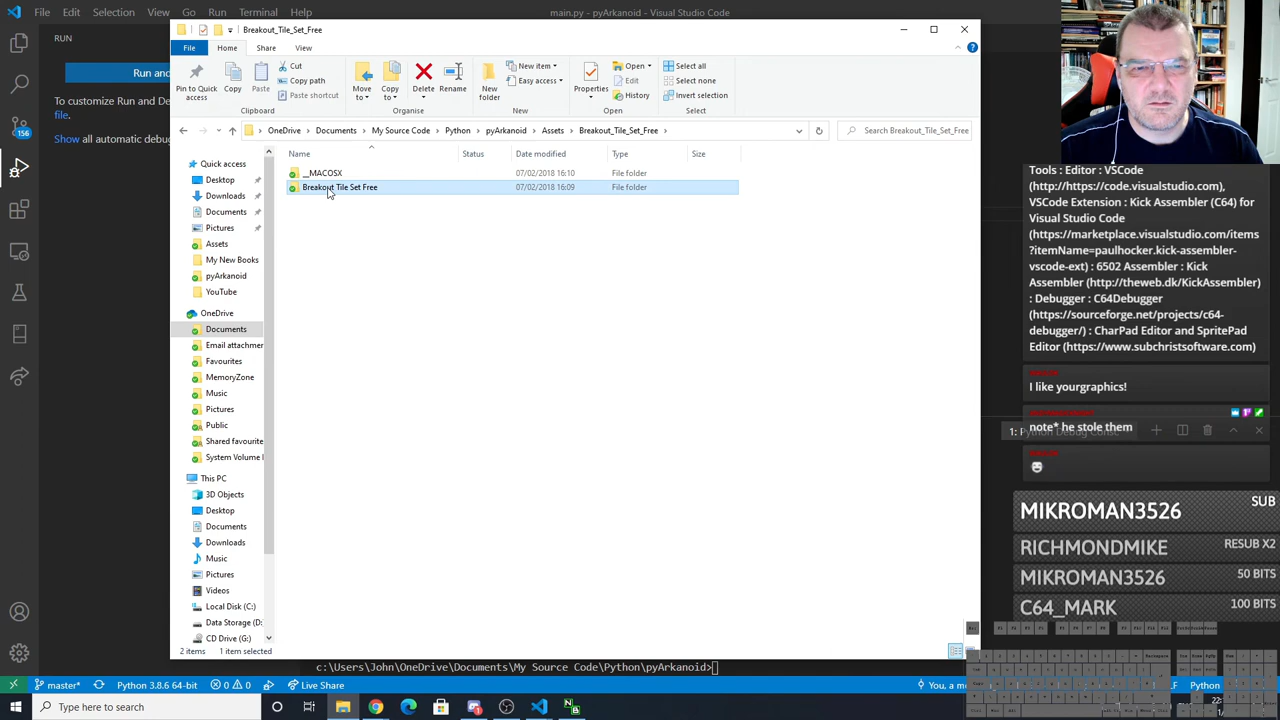 File Edit Selection View Go Run Terminal Help
main.py - pyArkanoid - Visual Studio Code
Breakout_Tile_Set_Free
File Home Share View
Pin to Quick access
Copy
Paste
Cut
Copy path
Paste shortcut
Clipboard
Move to
Copy to
Delete
Rename
Organise
New folder
New item
Easy access
New
Properties
Open
Edit
History
Open
Select all
Select none
Invert selection
Select
OneDrive > Documents > My Source Code > Python > pyArkanoid > Assets > Breakout_Tile_Set_Free >
Search Breakout_Tile_Set_Free
Name Status Date modified Type Size
__MACOSX 07/02/2018 16:10 File folder
Breakout Tile Set Free 07/02/2018 16:09 File folder
Quick access
Desktop
Downloads
Documents
Pictures
Assets
My New Books
pyArkanoid
YouTube
OneDrive
Documents
Email attachmer
Favourites
MemoryZone
Music
Pictures
Public
Shared favourite
System Volume I
This PC
3D Objects
Desktop
Documents
Downloads
Music
Pictures
Videos
Local Disk (C:)
Data Storage (D:
CD Drive (G:)
2 items 1 item selected
RUN
Run and
To customize Run and De
file.
Show all automatic debug
156
Tools : Editor : VSCode
(http://https://code.visualstudio.com),
VSCode Extension : Kick Assembler (C64) for
Visual Studio Code
(https://marketplace.visualstudio.com/items
?itemName=paulhocker.kick-assembler-
vscode-ext) : 6502 Assembler : Kick
Assembler (http://theweb.dk/KickAssembler)
: Debugger : C64Debugger
(https://sourceforge.net/projects/c64-
debugger/) : CharPad Editor and SpritePad
Editor (https://www.subchristsoftware.com)
I like yourgraphics!
note* he stole them
1: Python Debug Consc
MIKROMAN3526 SUB
RICHMONDMIKE RESUB X2
MIKROMAN3526 50 BITS
C64_MARK 100 BITS
c:\Users\John\OneDrive\Documents\My Source Code\Python\pyArkanoid>
master* Python 3.8.6 64-bit 0 0 Live Share
You, a m
Python
Type here to search